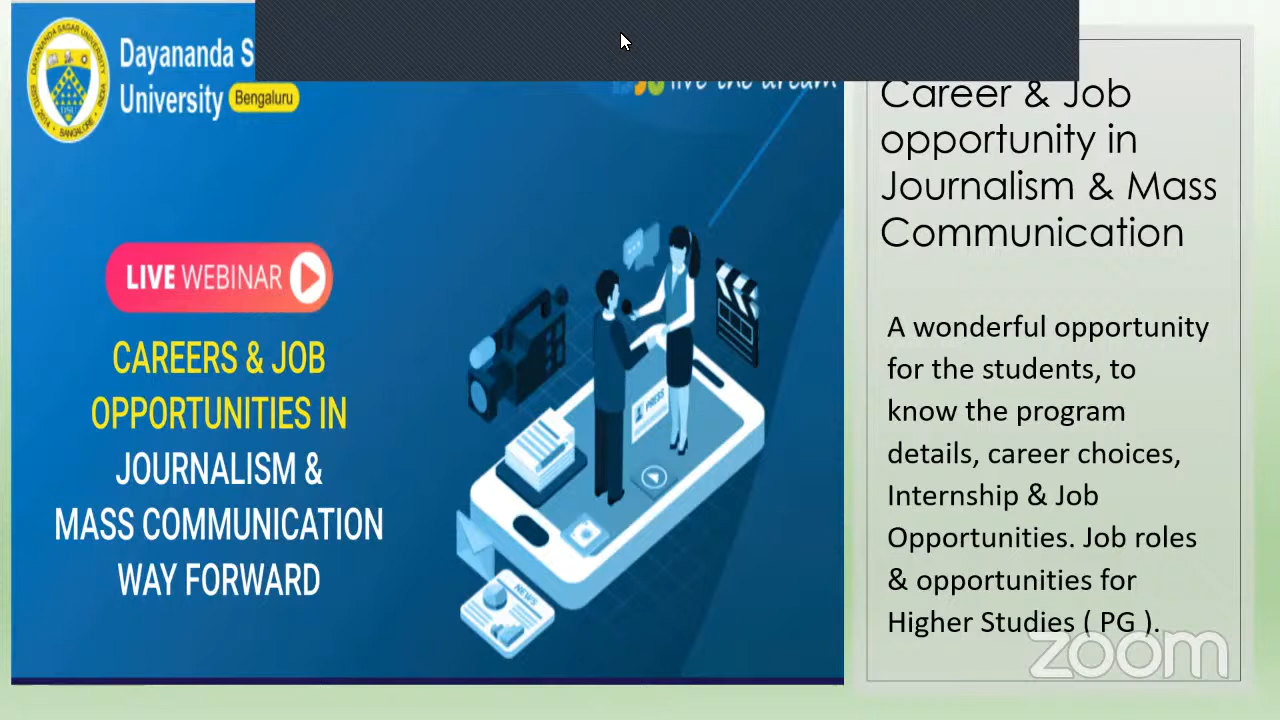 Dayananda S
University Bengaluru
live the dream
LIVE WEBINAR
CAREERS & JOB
OPPORTUNITIES IN
JOURNALISM &
MASS COMMUNICATION
WAY FORWARD
PRESS
NEWS
Career & Job
opportunity in
Journalism & Mass
Communication
A wonderful opportunity
for the students, to
know the program
details, career choices,
Internship & Job
Opportunities. Job roles
& opportunities for
Higher Studies ( PG ).
zoom